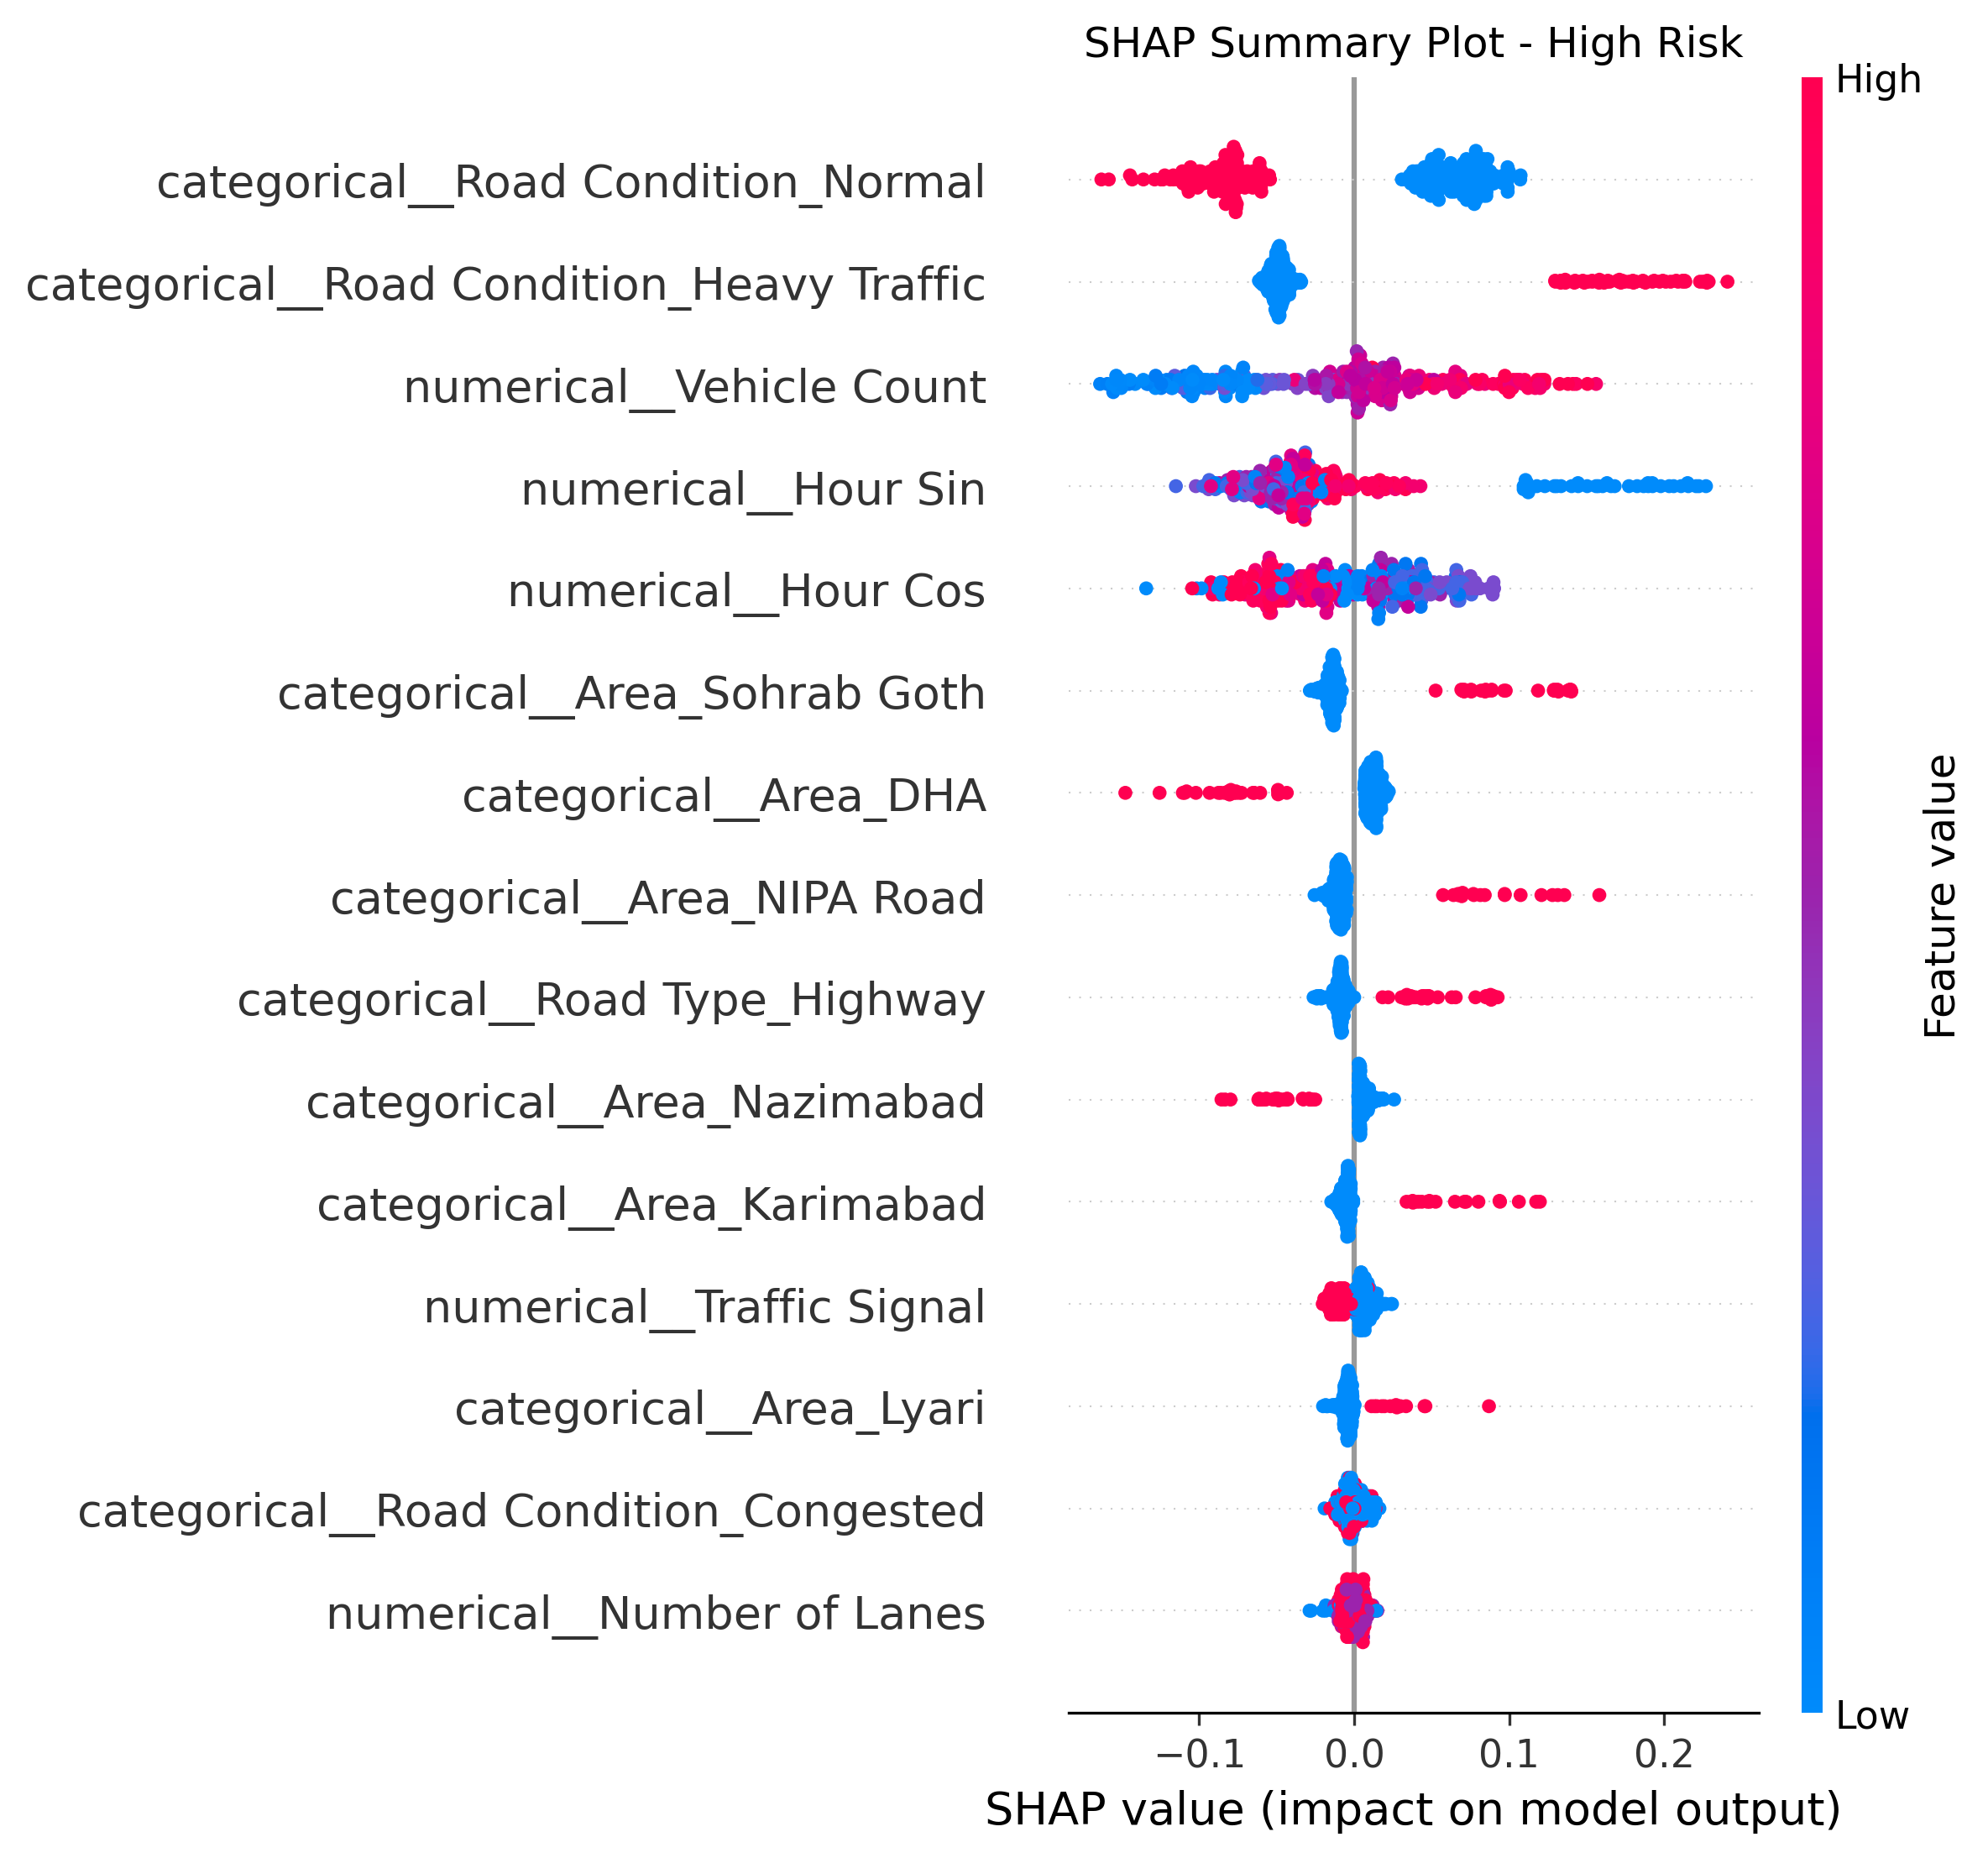 SHAP Summary Plot - High Risk
High
categorical__Road Condition_Normal
categorical__Road Condition_Heavy Traffic
numerical__Vehicle Count
numerical__Hour Sin
numerical__Hour Cos
categorical__Area_Sohrab Goth
categorical__Area_DHA
categorical__Area_NIPA Road
categorical__Road Type_Highway
categorical__Area_Nazimabad
categorical__Area_Karimabad
numerical__Traffic Signal
categorical__Area_Lyari
categorical__Road Condition_Congested
numerical__Number of Lanes
Feature value
Low
−0.1 0.0 0.1 0.2
SHAP value (impact on model output)